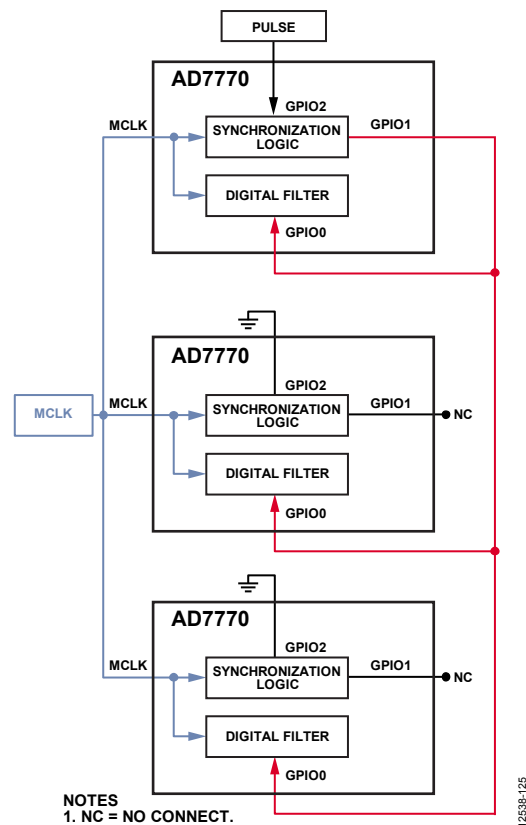 PULSE
AD7770
GPIO2
MCLK
SYNCHRONIZATION
LOGIC
GPIO1
DIGITAL FILTER
GPIO0
AD7770
GPIO2
MCLK
MCLK
SYNCHRONIZATION
LOGIC
GPIO1
NC
DIGITAL FILTER
GPIO0
AD7770
GPIO2
MCLK
SYNCHRONIZATION
LOGIC
GPIO1
NC
DIGITAL FILTER
GPIO0
NOTES
1. NC = NO CONNECT.
12538-125